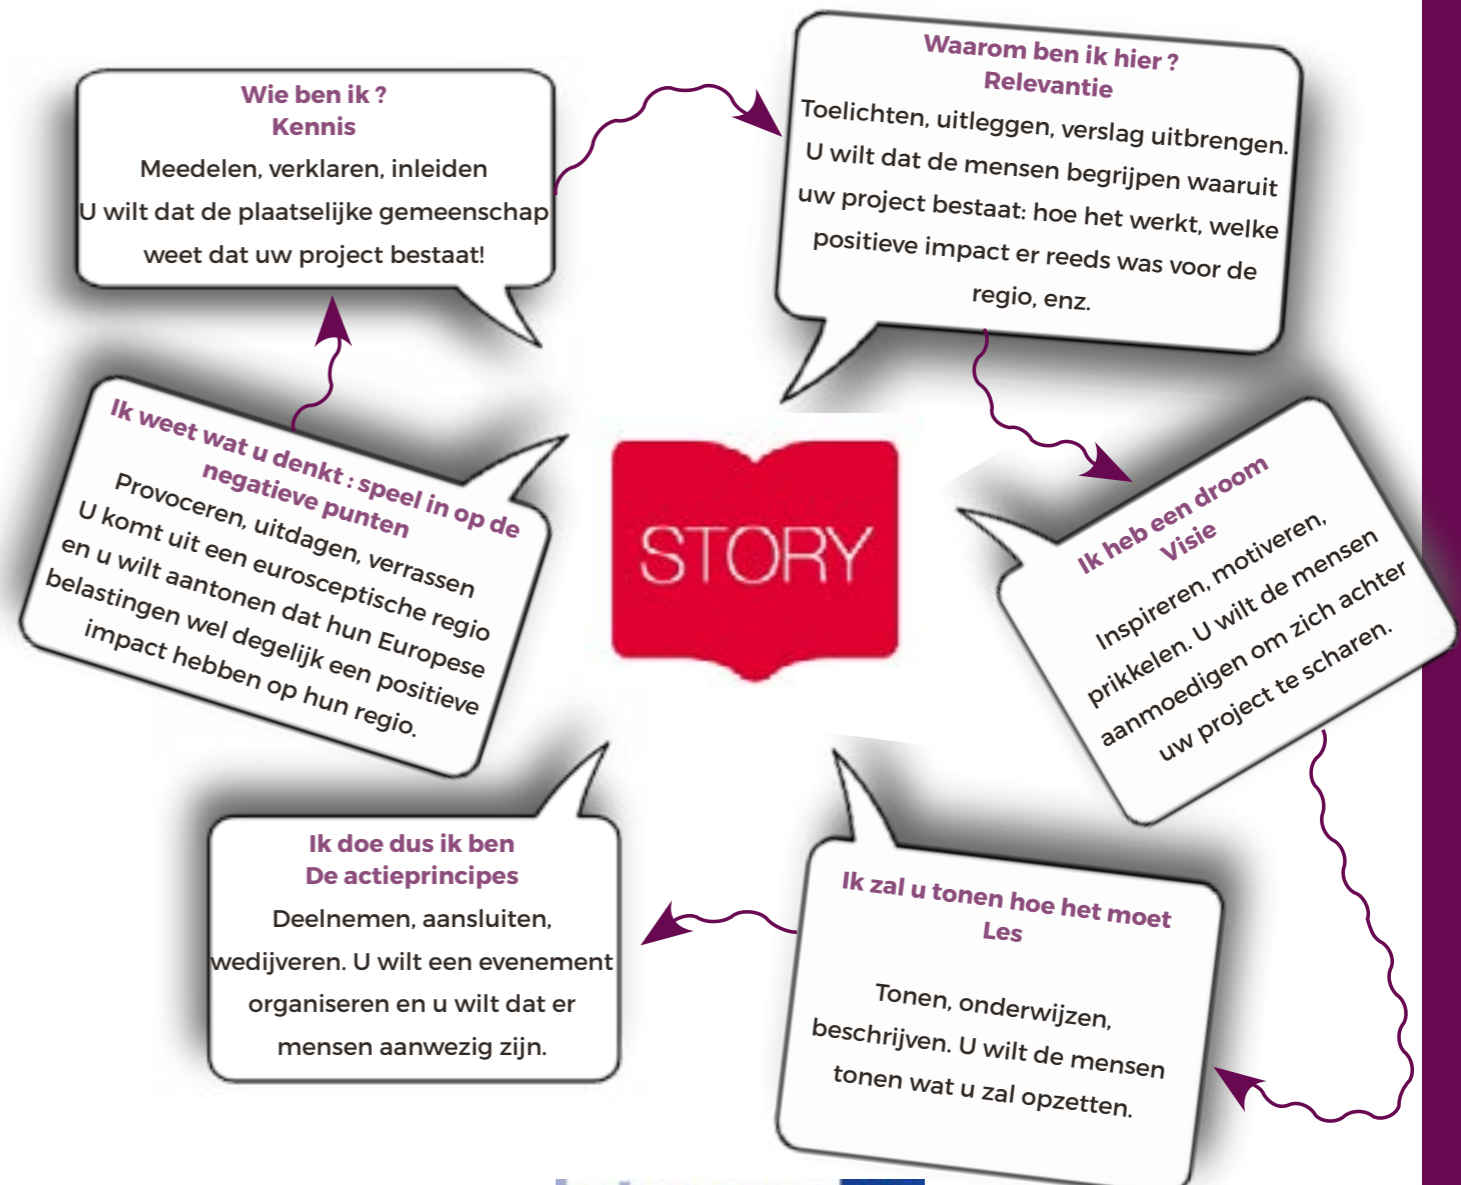 Wie ben ik ?
Kennis
Meedelen, verklaren, inleiden
U wilt dat de plaatselijke gemeenschap
weet dat uw project bestaat!
Waarom ben ik hier ?
Relevantie
Toelichten, uitleggen, verslag uitbrengen.
U wilt dat de mensen begrijpen waaruit
uw project bestaat: hoe het werkt, welke
positieve impact er reeds was voor de
regio, enz.
Ik heb een droom
Visie
Inspireren, motiveren,
prikkelen. U wilt de mensen
aanmoedigen om zich achter
uw project te scharen.
Ik zal u tonen hoe het moet
Les
Tonen, onderwijzen,
beschrijven. U wilt de mensen
tonen wat u zal opzetten.
Ik doe dus ik ben
De actieprincipes
Deelnemen, aansluiten,
wedijveren. U wilt een evenement
organiseren en u wilt dat er
mensen aanwezig zijn.
Ik weet wat u denkt : speel in op de
negatieve punten
Provoceren, uitdagen, verrassen
U komt uit een eurosceptische regio
en u wilt aantonen dat hun Europese
belastingen wel degelijk een positieve
impact hebben op hun regio.
STORY